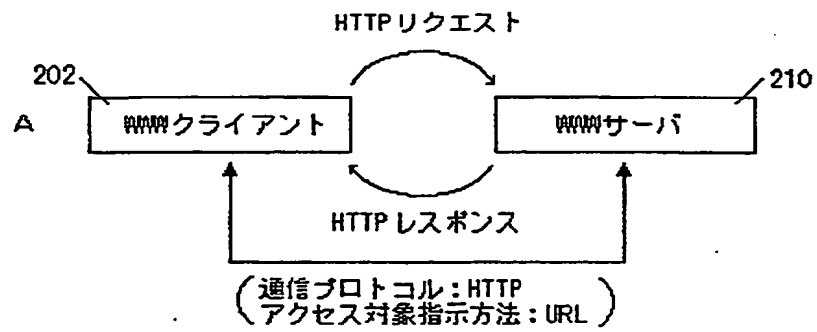 HTTPリクエスト
202
210
A
WWWクライアント
WWWサーバ
HTTPレスポンス
通信プロトコル：HTTP
アクセス対象指示方法：URL